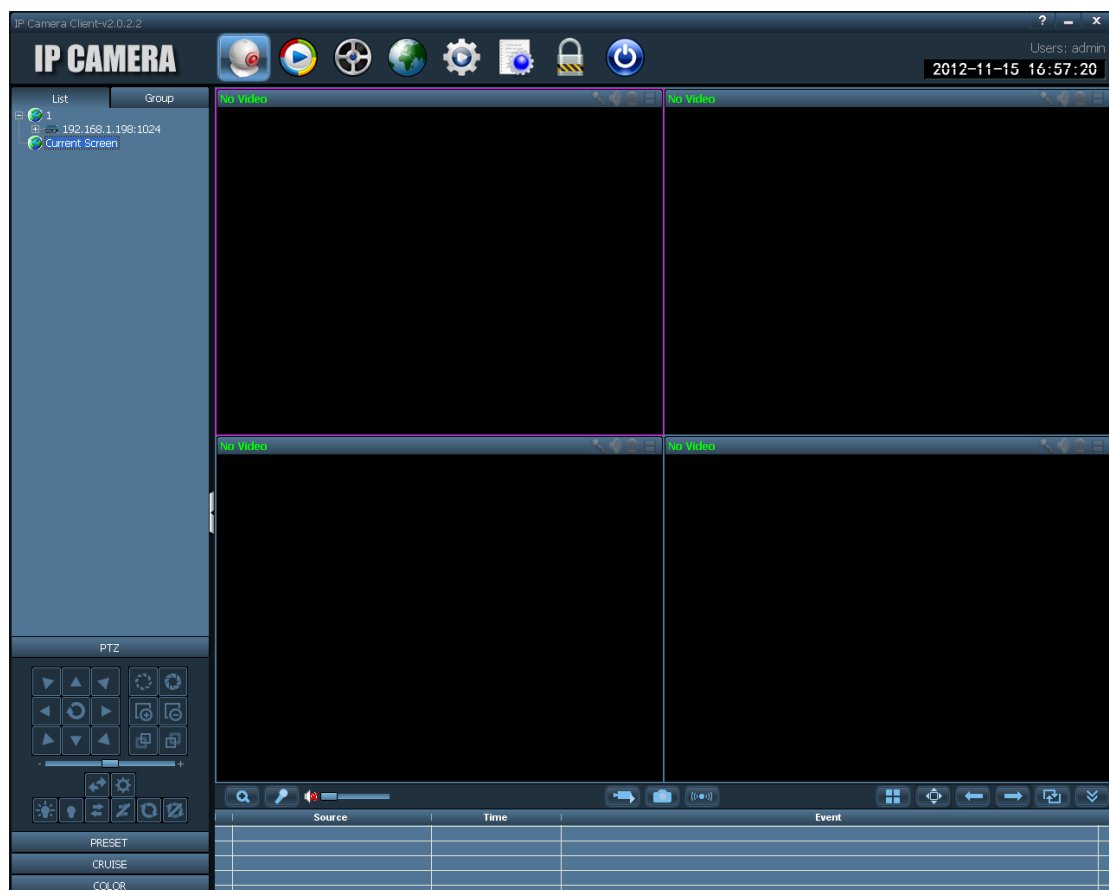 IP Camera Client-v2.0.2.2
? – x
IP CAMERA
Users: admin
2012-11-15 16:57:20
List Group
1
192.168.1.198:1024
Current Screen
No Video No Video
No Video No Video
PTZ
- +
PRESET
CRUISE
COLOR
Source Time Event